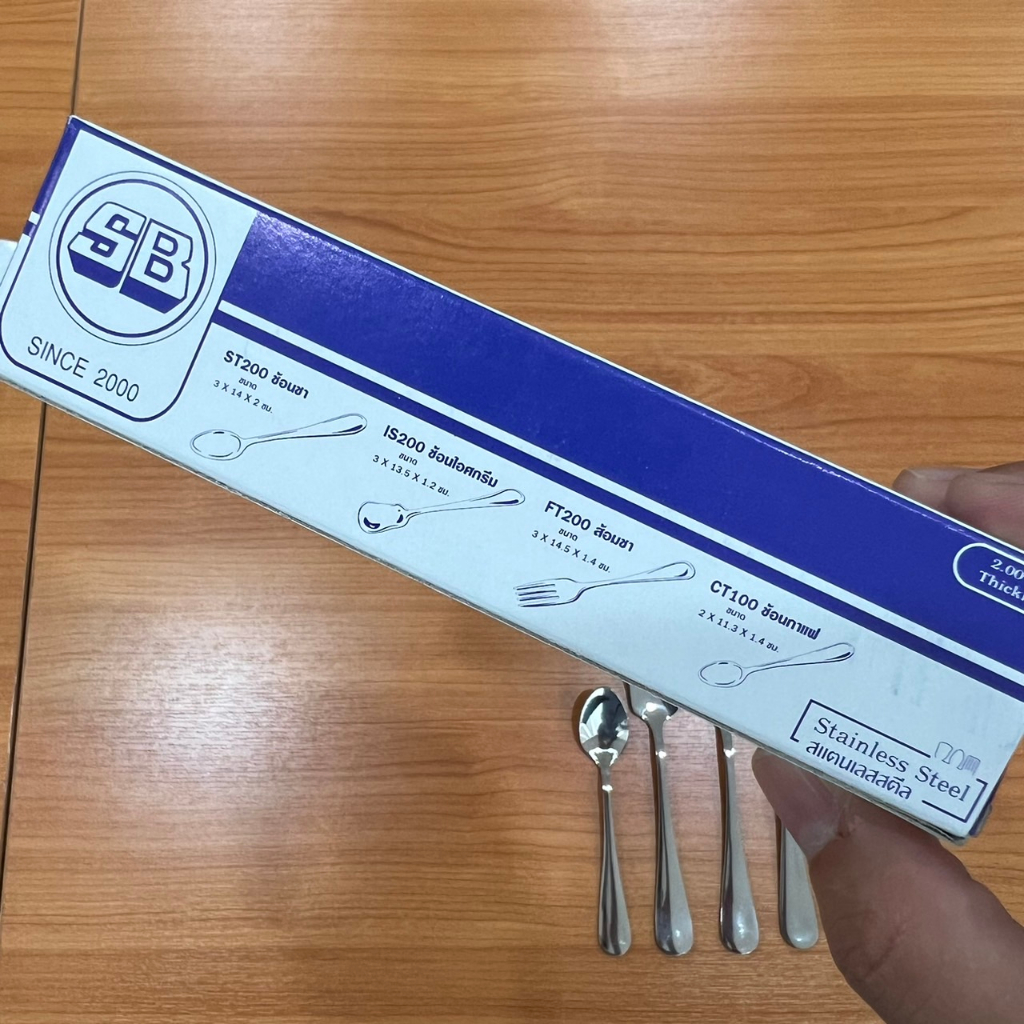 SB
SINCE 2000
ST200 ช้อนชา
ขนาด
3 X 14 X 2 ซม.
IS200 ช้อนไอศกรีม
ขนาด
3 X 13.5 X 1.2 ซม.
FT200 ส้อมชา
ขนาด
3 X 14.5 X 1.4 ซม.
CT100 ช้อนกาแฟ
ขนาด
2 X 11.3 X 1.4 ซม.
2.00
Stainless Steel
สแตนเลสสตีล